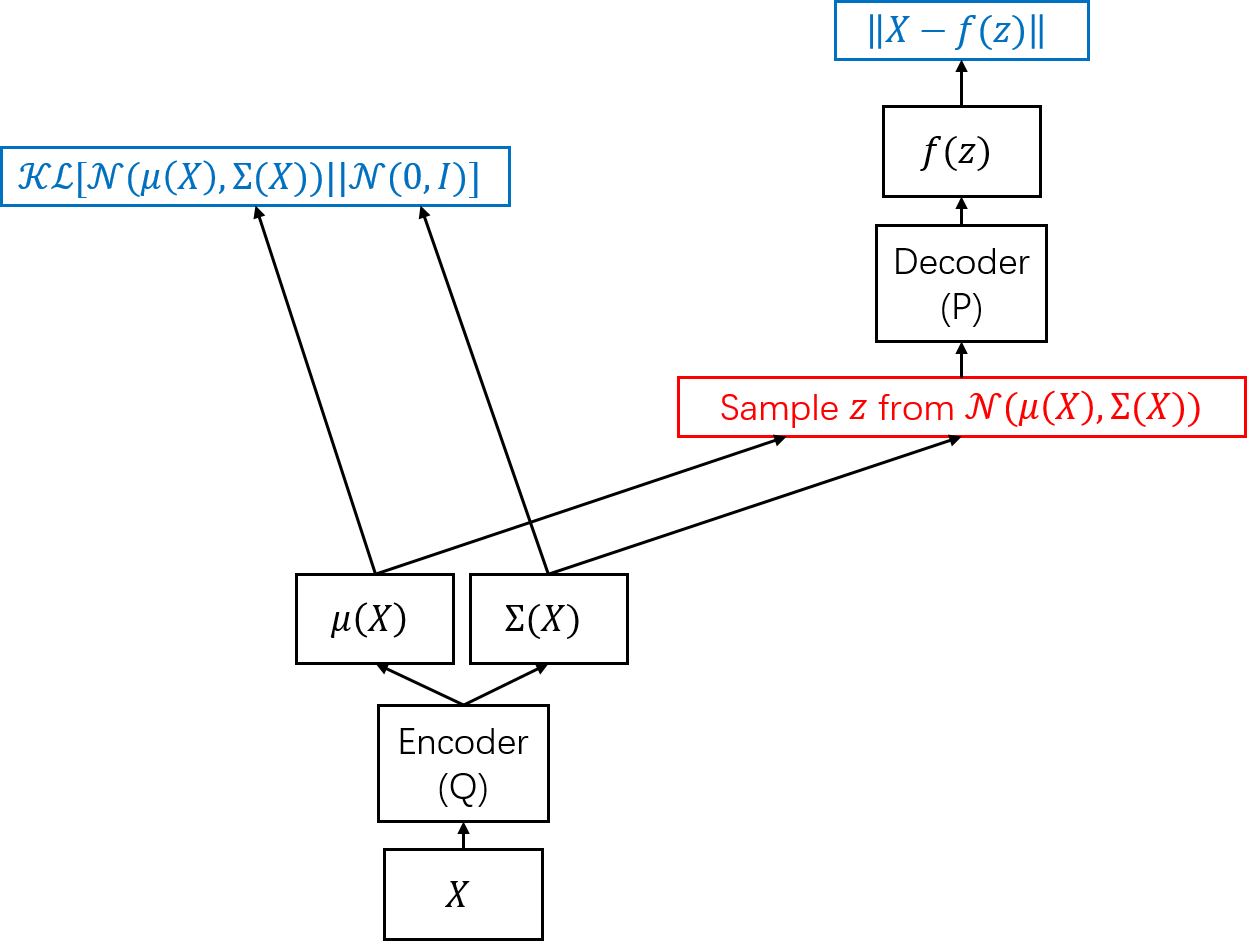 ‖X − f(z)‖
f(z)
𝒦ℒ[𝒩(μ(X), Σ(X))||𝒩(0, I)]
Decoder
(P)
Sample z from 𝒩(μ(X), Σ(X))
μ(X)
Σ(X)
Encoder
(Q)
X